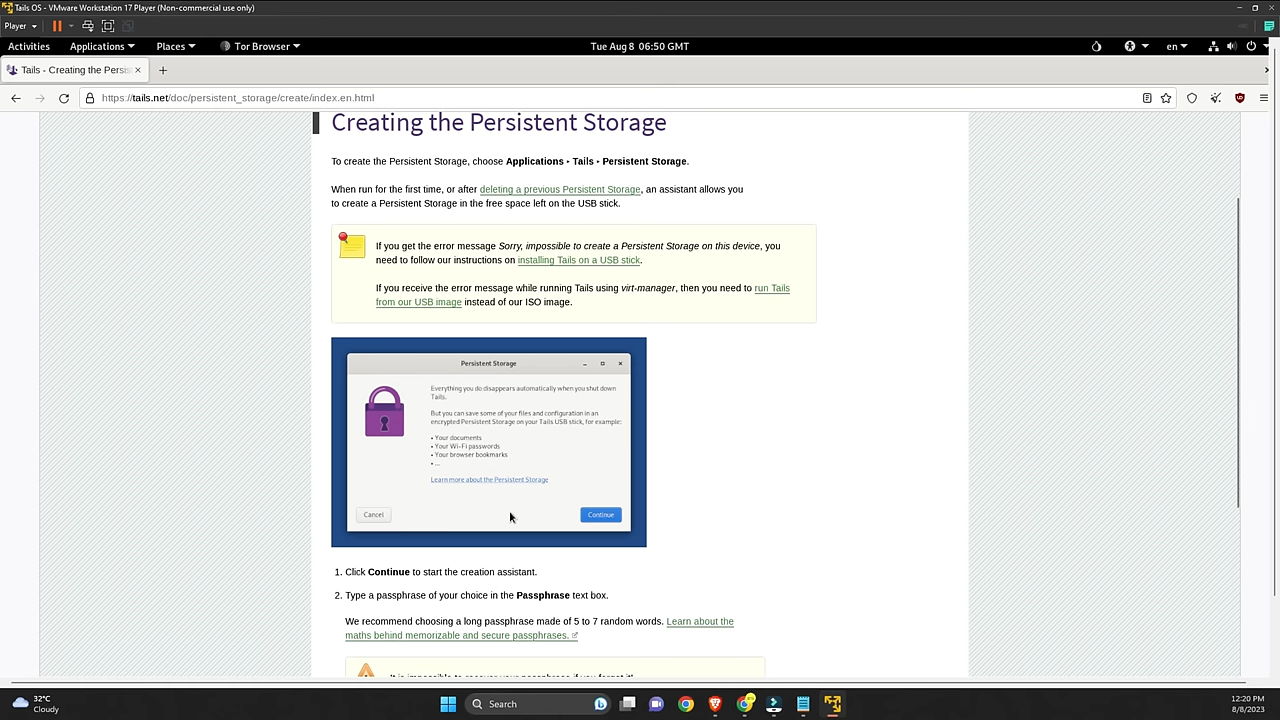 Tails OS - VMware Workstation 17 Player (Non-commercial use only)
Player
Activities Applications Places Tor Browser Tue Aug 8 06:50 GMT en
Tails - Creating the Persis
https://tails.net/doc/persistent_storage/create/index.en.html
Creating the Persistent Storage
To create the Persistent Storage, choose Applications ▸ Tails ▸ Persistent Storage.
When run for the first time, or after deleting a previous Persistent Storage, an assistant allows you
to create a Persistent Storage in the free space left on the USB stick.
If you get the error message Sorry, impossible to create a Persistent Storage on this device, you
need to follow our instructions on installing Tails on a USB stick.
If you receive the error message while running Tails using virt-manager, then you need to run Tails
from our USB image instead of our ISO image.
Persistent Storage
Everything you do disappears automatically when you shut down
Tails.
But you can save some of your files and configuration in an
encrypted Persistent Storage on your Tails USB stick, for example:
• Your documents
• Your Wi-Fi passwords
• Your browser bookmarks
• ...
Learn more about the Persistent Storage
Cancel Continue
1. Click Continue to start the creation assistant.
2. Type a passphrase of your choice in the Passphrase text box.
We recommend choosing a long passphrase made of 5 to 7 random words. Learn about the
maths behind memorizable and secure passphrases.
It is impossible to recover your passphrase if you forget it!
32°C
Cloudy
Search
12:20 PM
8/8/2023